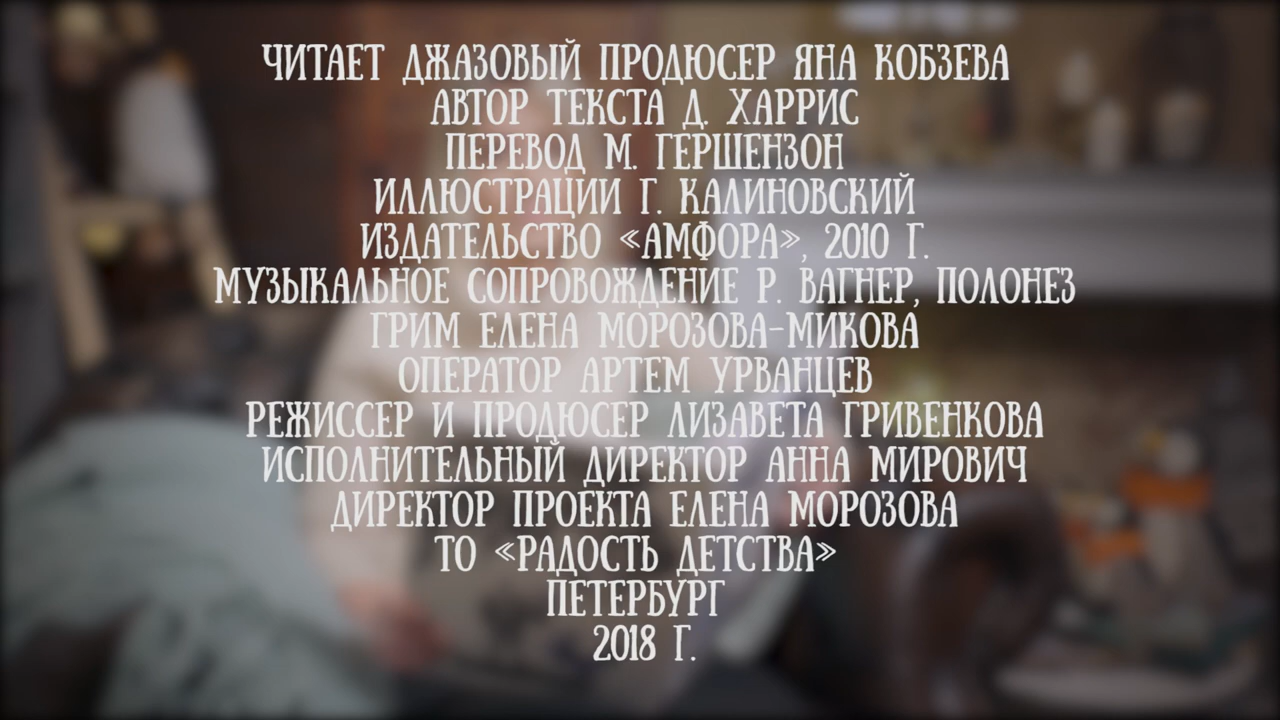 ЧИТАЕТ ДЖАЗОВЫЙ ПРОДЮСЕР ЯНА КОБЗЕВА
АВТОР ТЕКСТА Д. ХАРРИС
ПЕРЕВОД М. ГЕРШЕНЗОН
ИЛЛЮСТРАЦИИ Г. КАЛИНОВСКИЙ
ИЗДАТЕЛЬСТВО «АМФОРА», 2010 Г.
МУЗЫКАЛЬНОЕ СОПРОВОЖДЕНИЕ Р. ВАГНЕР, ПОЛОНЕЗ
ГРИМ ЕЛЕНА МОРОЗОВА-МИКОВА
ОПЕРАТОР АРТЕМ УРВАНЦЕВ
РЕЖИССЕР И ПРОДЮСЕР ЛИЗАВЕТА ГРИВЕНКОВА
ИСПОЛНИТЕЛЬНЫЙ ДИРЕКТОР АННА МИРОВИЧ
ДИРЕКТОР ПРОЕКТА ЕЛЕНА МОРОЗОВА
ТО «РАДОСТЬ ДЕТСТВА»
ПЕТЕРБУРГ
2018 Г.